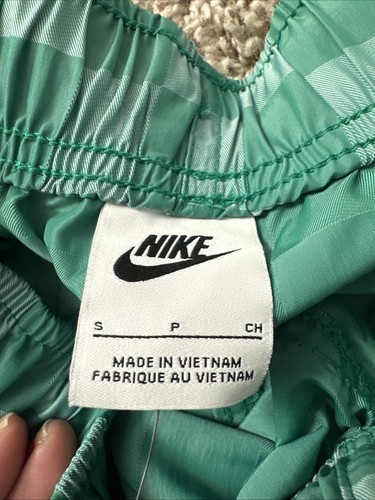 NIKE
S P CH
MADE IN VIETNAM
FABRIQUE AU VIETNAM